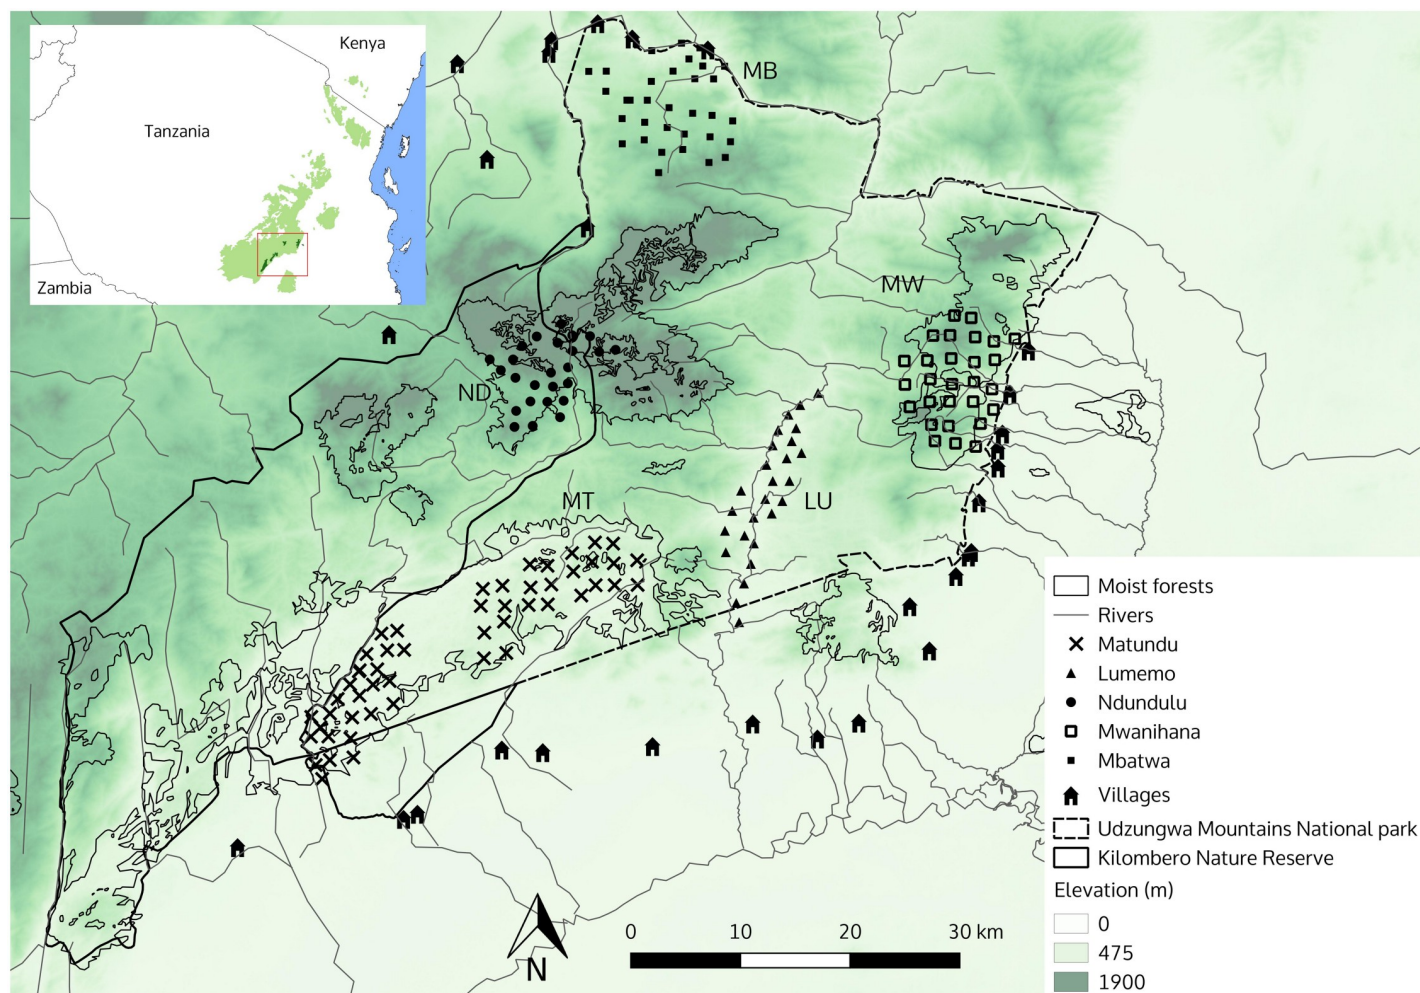 Kenya
Tanzania
Zambia
MB
MW
ND
MT
LU
Moist forests
Rivers
Matundu
Lumemo
Ndundulu
Mwanihana
Mbatwa
Villages
Udzungwa Mountains National park
Kilombero Nature Reserve
Elevation (m)
0
475
1900
0 10 20 30 km
N